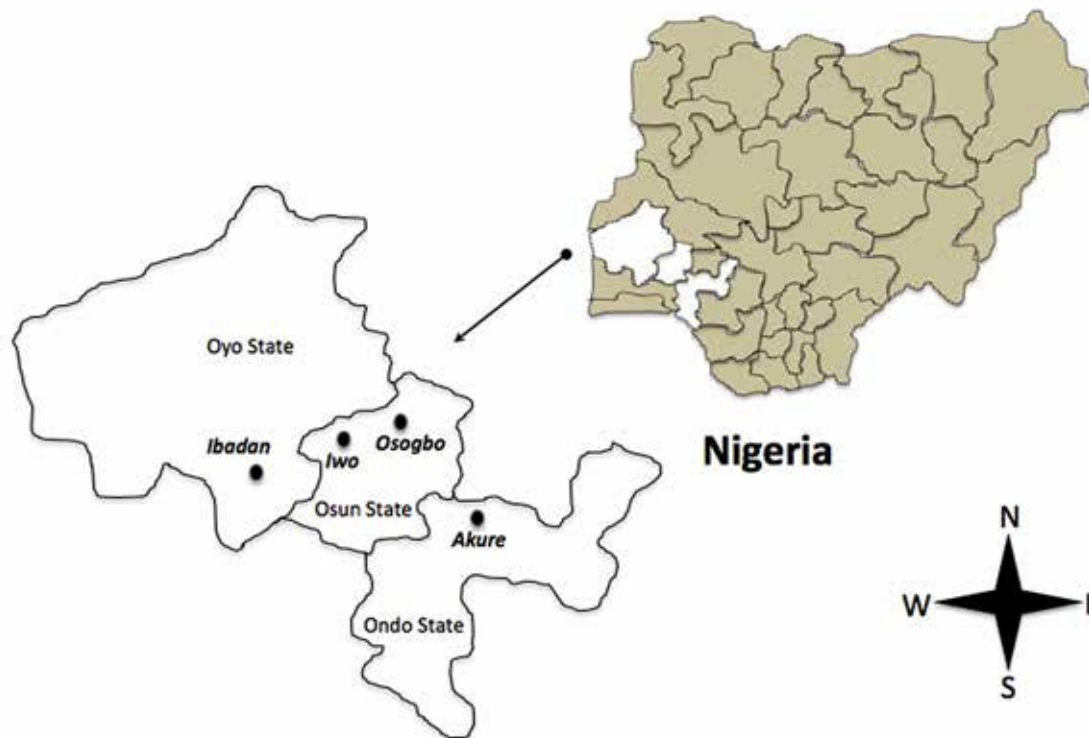 Oyo State
Ibadan
Iwo
Osogbo
Osun State
Akure
Ondo State
Nigeria
N
W
S